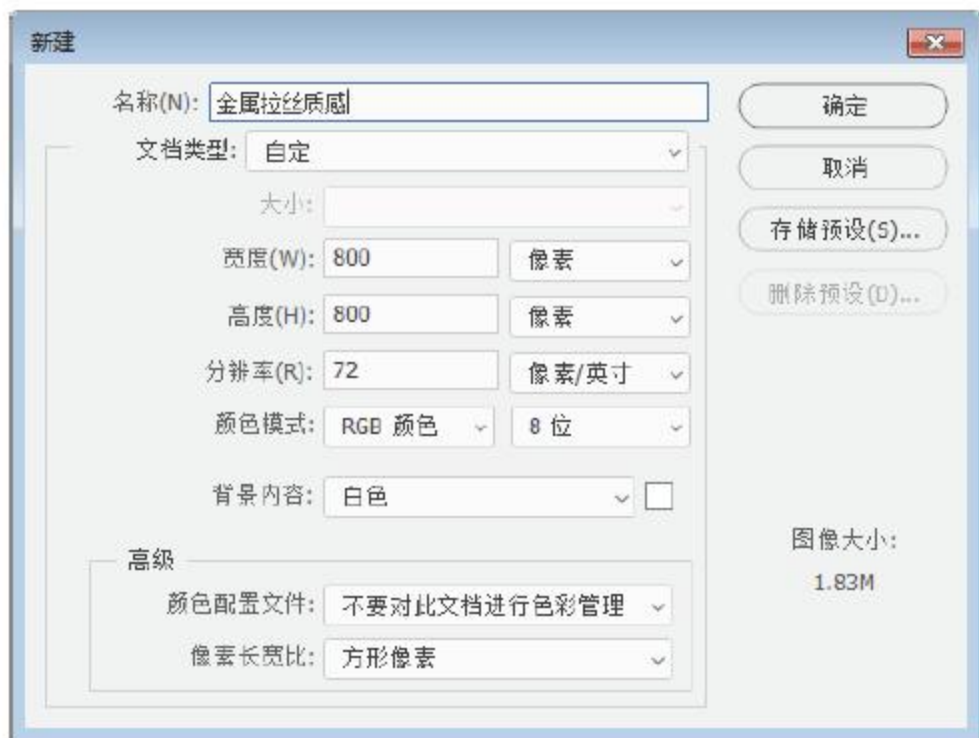 新建
名称(N): 金属拉丝质感 确定
文档类型: 自定 取消
大小: 存储预设(S)...
宽度(W): 800 像素
删除预设(D)...
高度(H): 800 像素
分辨率(R): 72 像素/英寸
颜色模式: RGB 颜色 8 位
背景内容: 白色
图像大小:
1.83M
高级
颜色配置文件: 不要对此文档进行色彩管理
像素长宽比: 方形像素